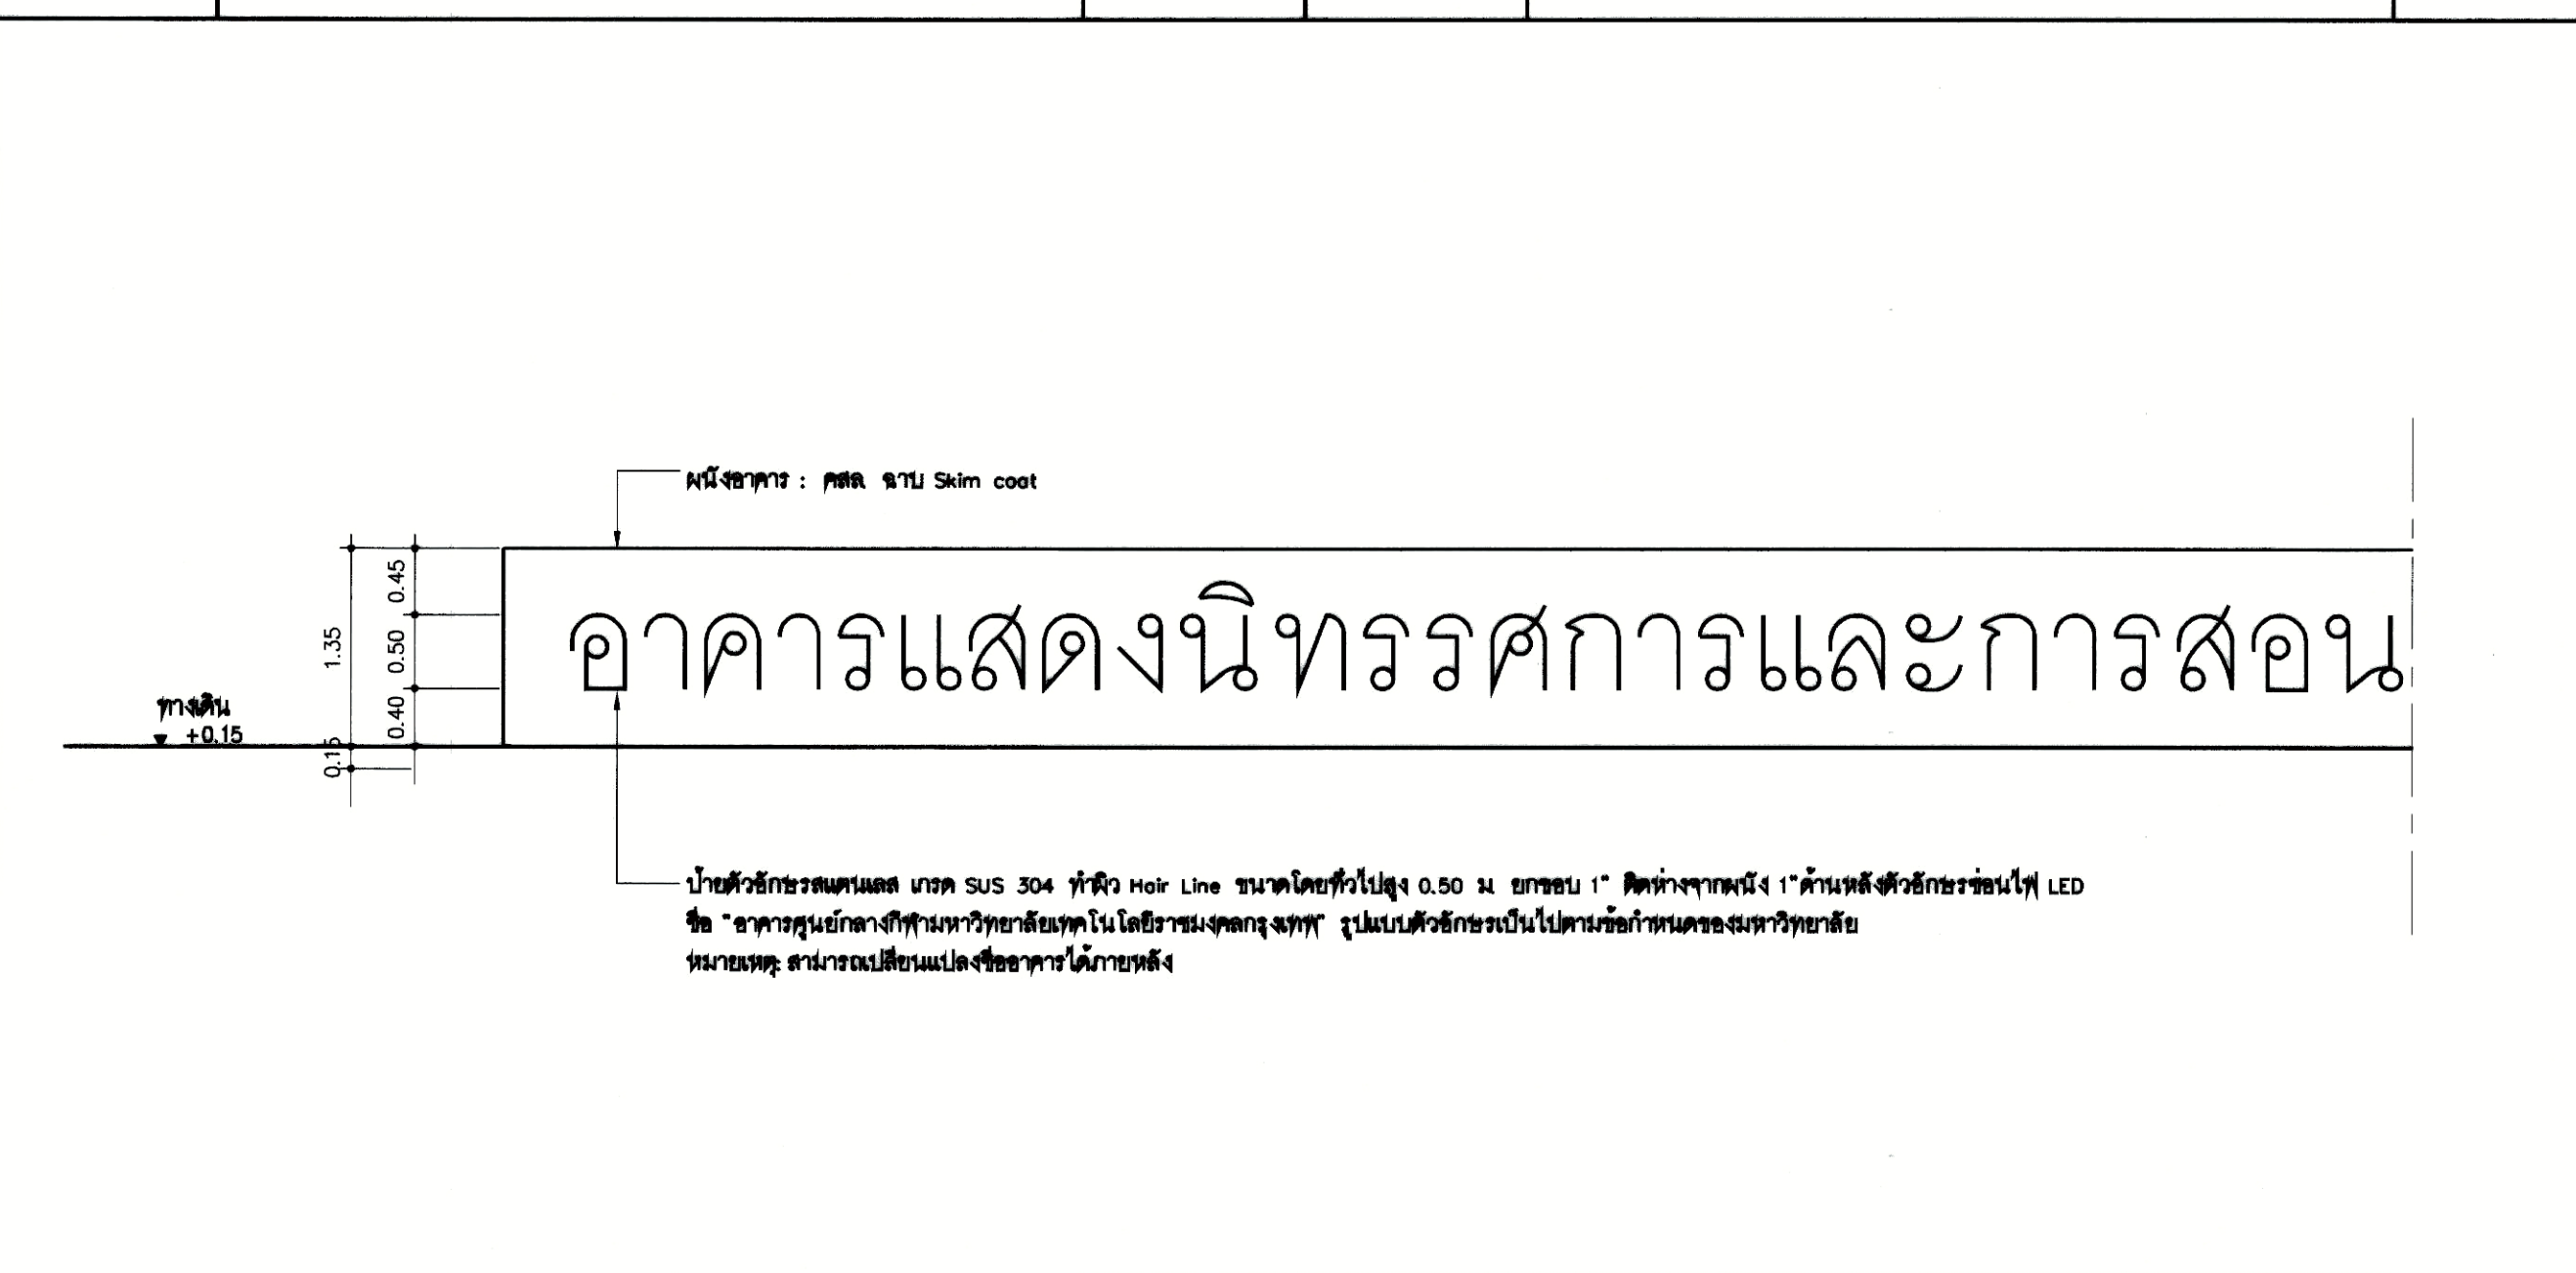 ผนังอาคาร : คสล ฉาบ Skim coat
0.45
1.35
0.50
อาคารแสดงนิทรรศการและการสอน
0.40
ทางเดิน
+0.15
0.15
ป้ายตัวอักษรสแตนเลส เกรด SUS 304 ทำผิว Hair Line ขนาดโดยทั่วไปสูง 0.50 ม ยกขอบ 1" ติดห่างจากผนัง 1"ด้านหลังตัวอักษรซ่อนไฟ LED
ชื่อ "อาคารศูนย์กลางกีฬามหาวิทยาลัยเทคโนโลยีราชมงคลกรุงเทพ" รูปแบบตัวอักษรเป็นไปตามข้อกำหนดของมหาวิทยาลัย
หมายเหตุ: สามารถเปลี่ยนแปลงชื่ออาคารได้ภายหลัง